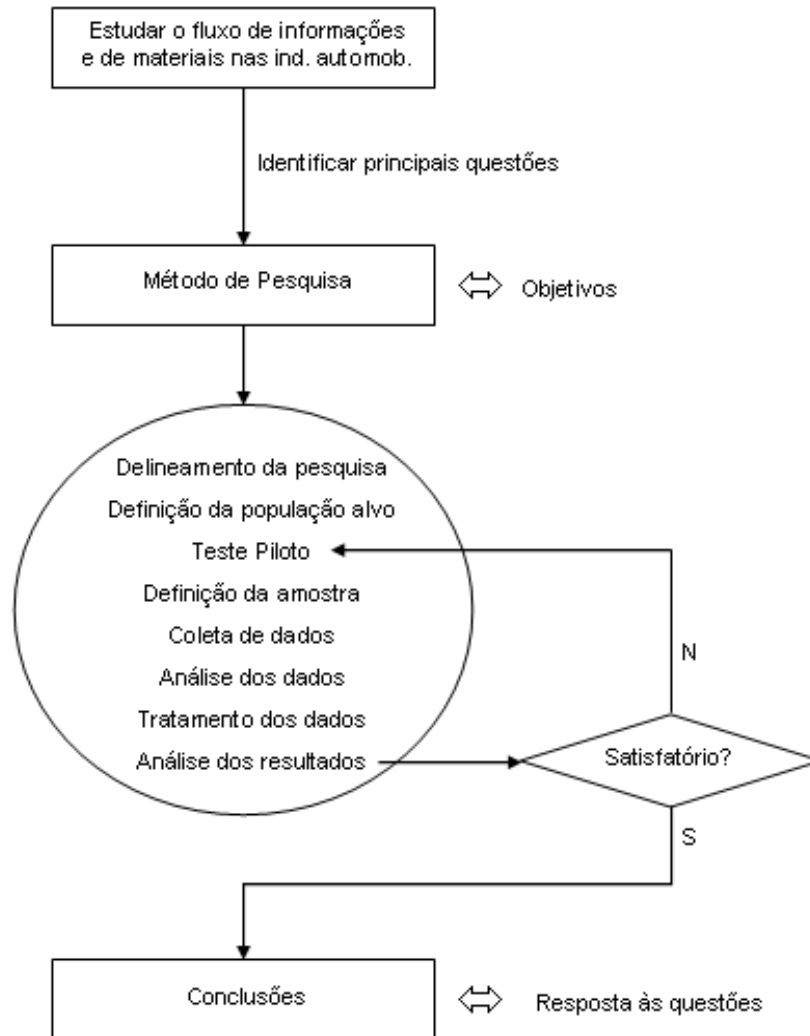 Estudar o fluxo de informações
e de materiais nas ind. automob.
Identificar principais questões
Método de Pesquisa
Objetivos
Delineamento da pesquisa
Definição da população alvo
Teste Piloto
Definição da amostra
Coleta de dados
Análise dos dados
Tratamento dos dados
Análise dos resultados
N
Satisfatório?
S
Conclusões
Resposta às questões